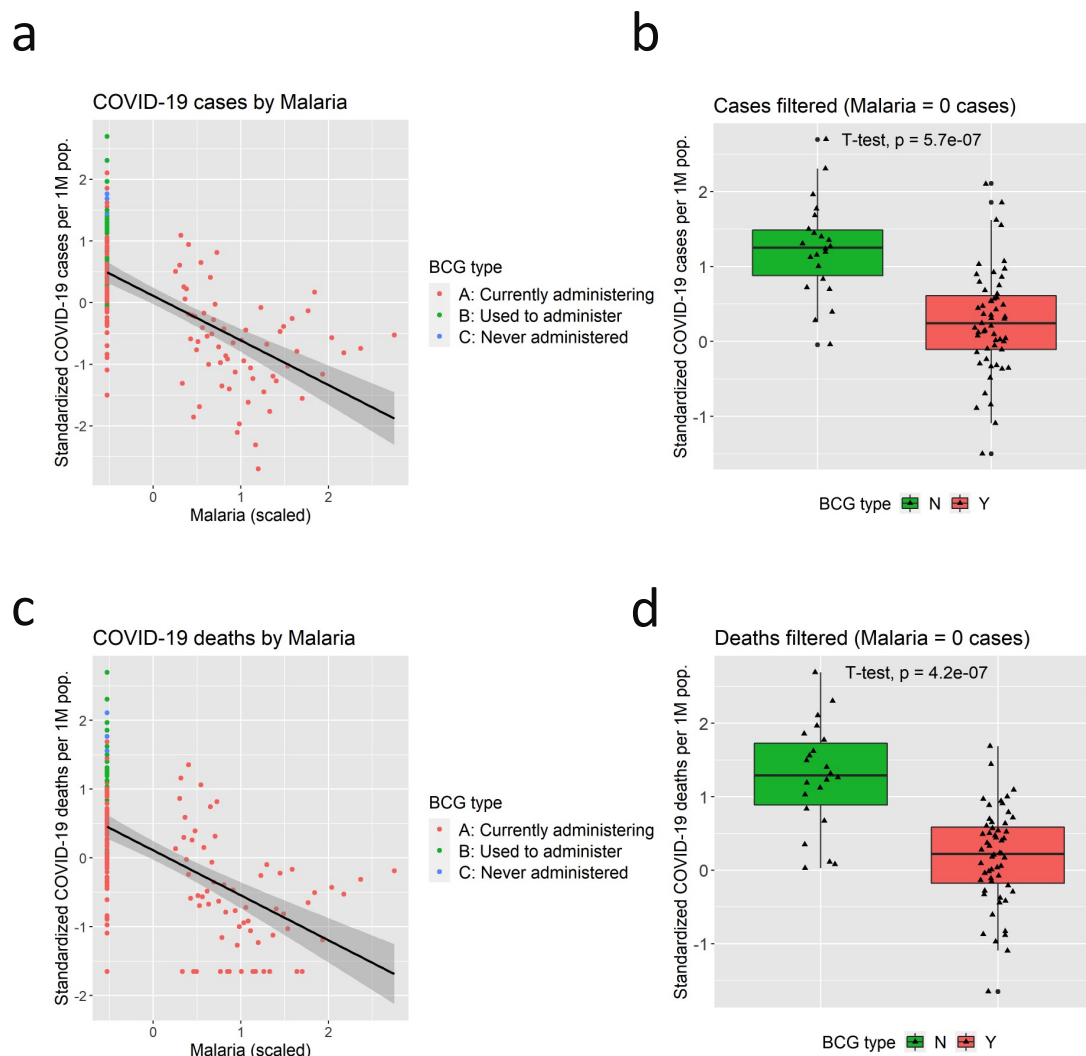 a
COVID-19 cases by Malaria
Standardized COVID-19 cases per 1M pop.
2
1
0
-1
-2
0
1
2
Malaria (scaled)
BCG type
A: Currently administering
B: Used to administer
C: Never administered
b
Cases filtered (Malaria = 0 cases)
T-test, p = 5.7e-07
Standardized COVID-19 cases per 1M pop.
2
1
0
-1
BCG type N Y
c
COVID-19 deaths by Malaria
Standardized COVID-19 deaths per 1M pop.
2
1
0
-1
-2
0
1
2
Malaria (scaled)
BCG type
A: Currently administering
B: Used to administer
C: Never administered
d
Deaths filtered (Malaria = 0 cases)
T-test, p = 4.2e-07
Standardized COVID-19 deaths per 1M pop.
2
1
0
-1
BCG type N Y